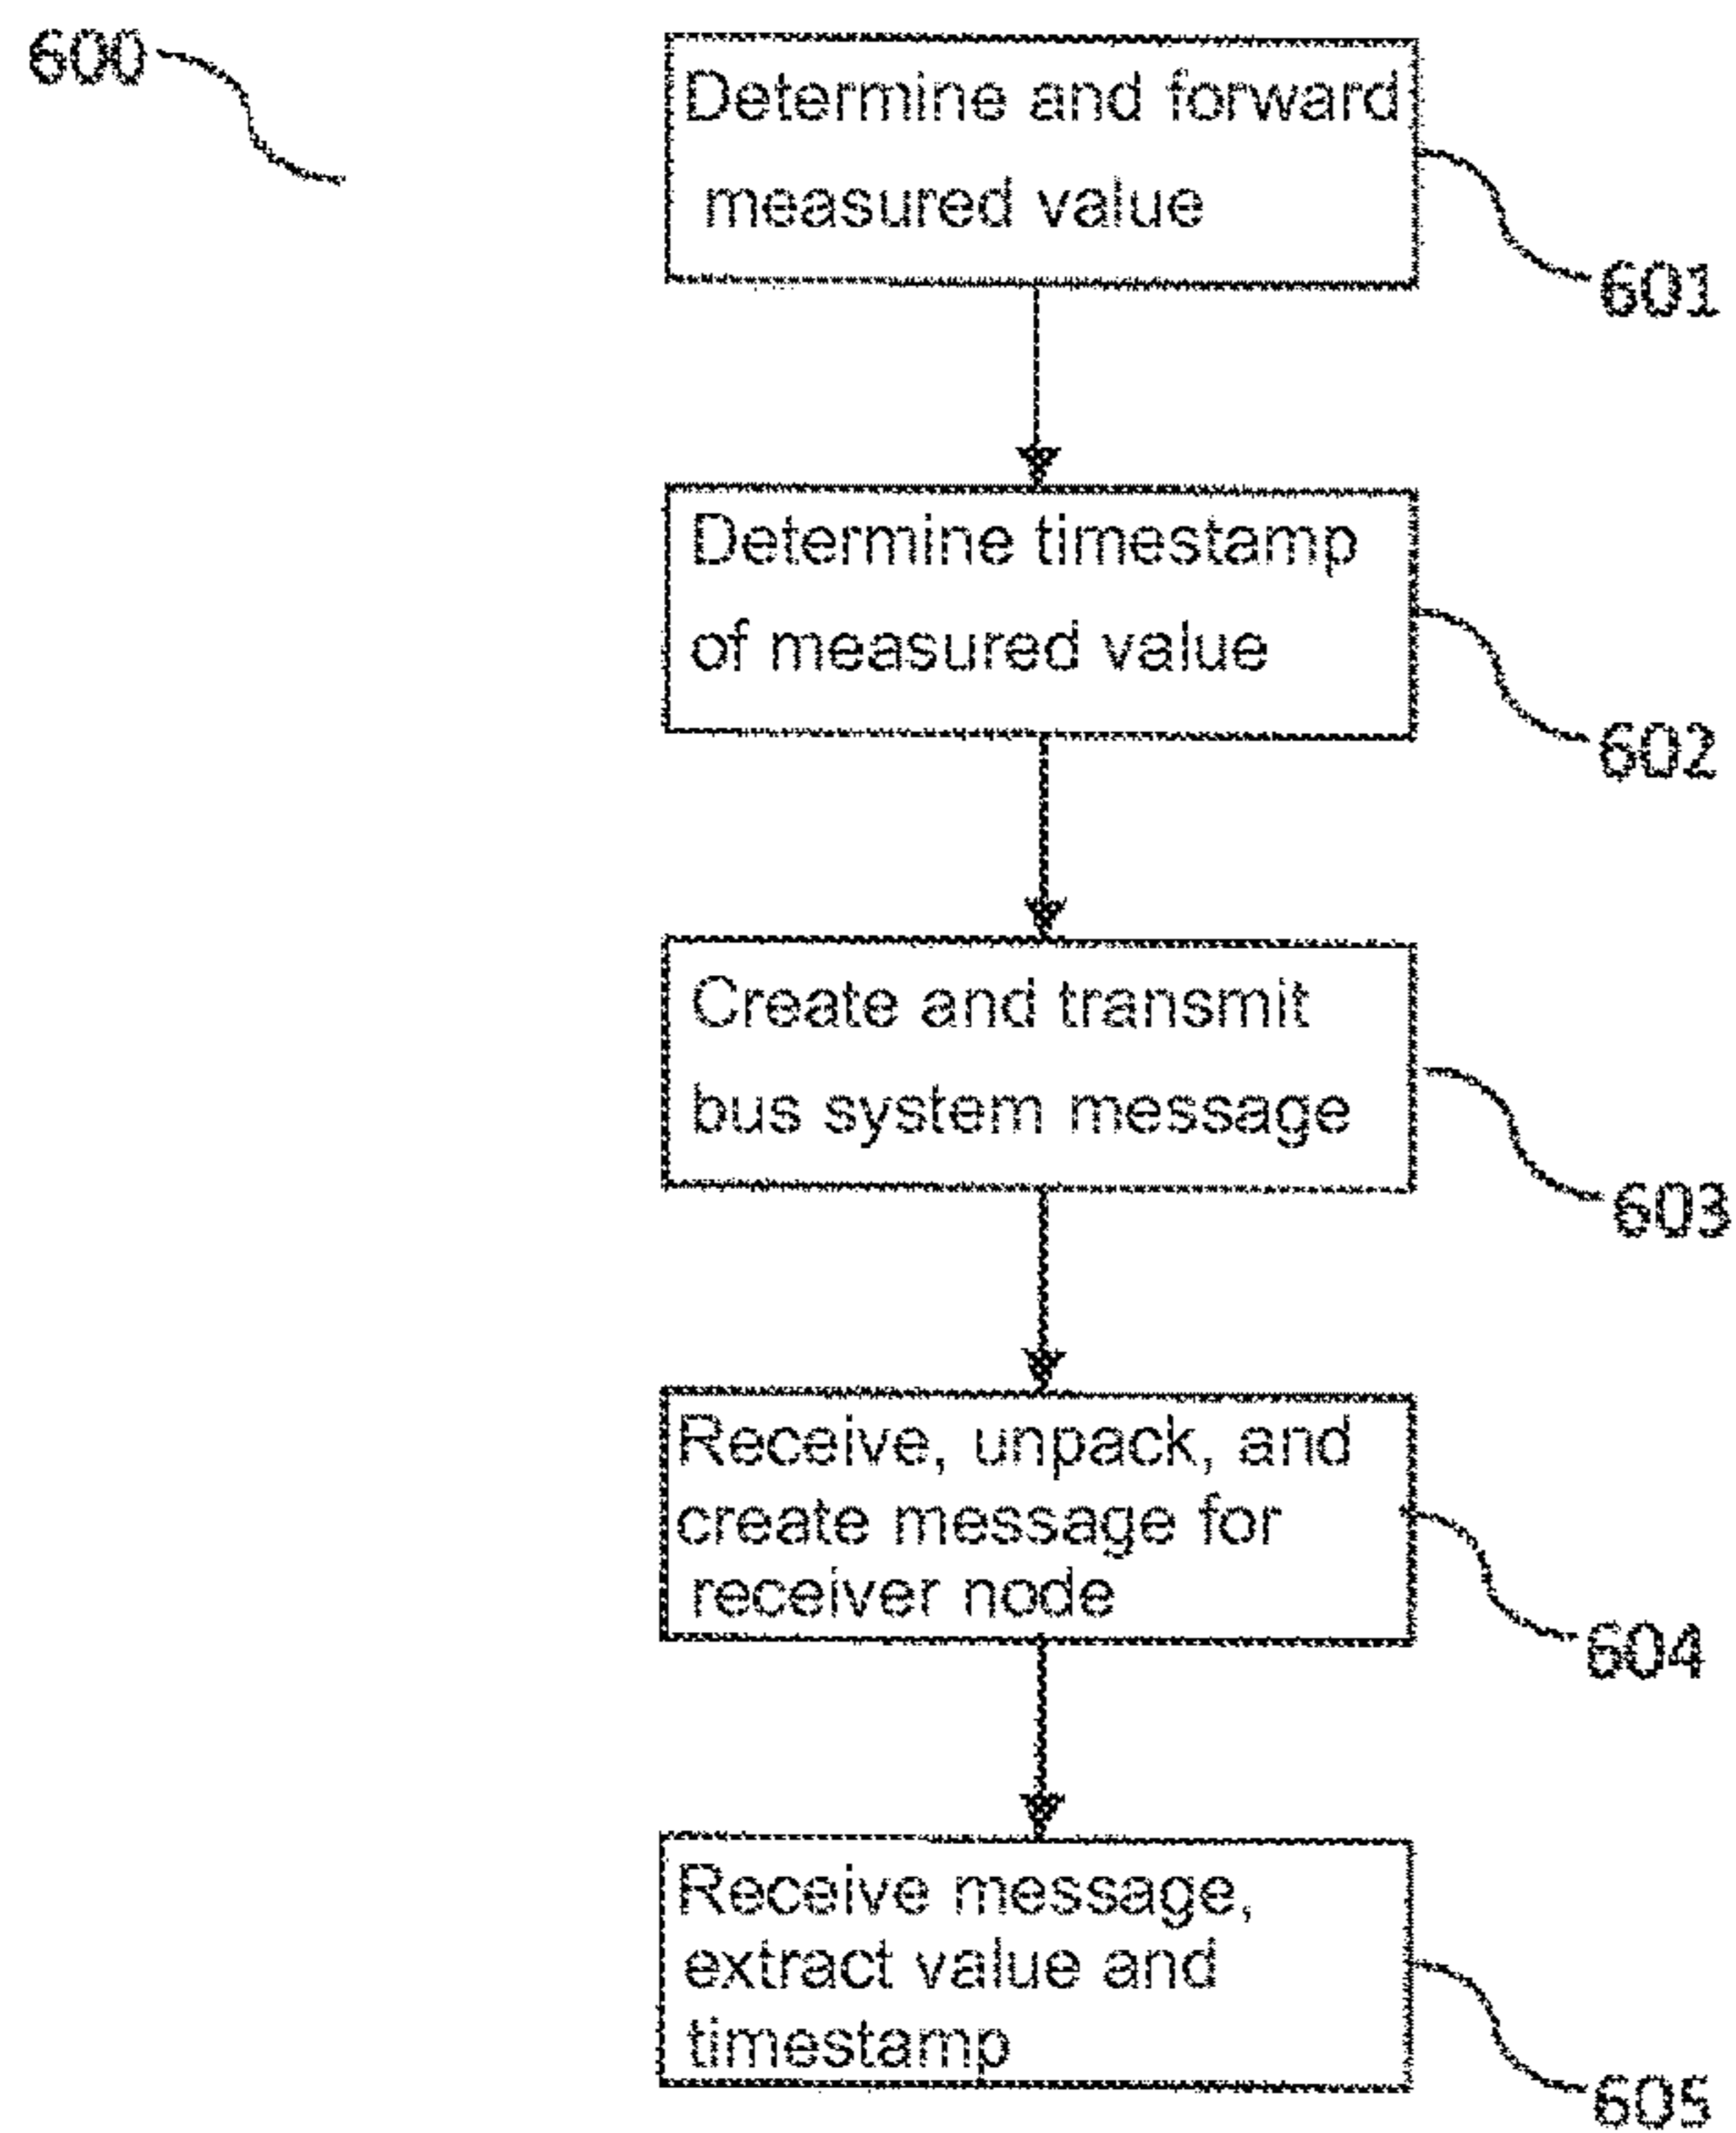 600
Determine and forward
measured value
601
Determine timestamp
of measured value
602
Create and transmit
bus system message
603
Receive, unpack, and
create message for
receiver node
604
Receive message,
extract value and
timestamp
605